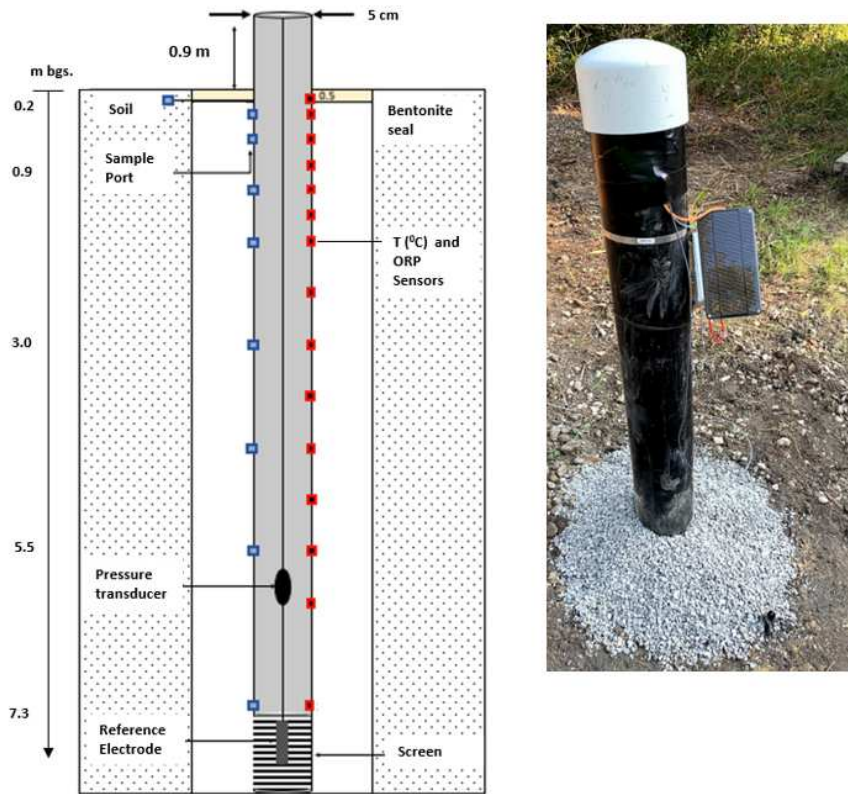 5 cm
0.9 m
m bgs.
0.2
Soil
0.5
Bentonite
seal
Sample
Port
0.9
T (⁰C) and
ORP
Sensors
3.0
5.5
Pressure
transducer
7.3
Reference
Electrode
Screen